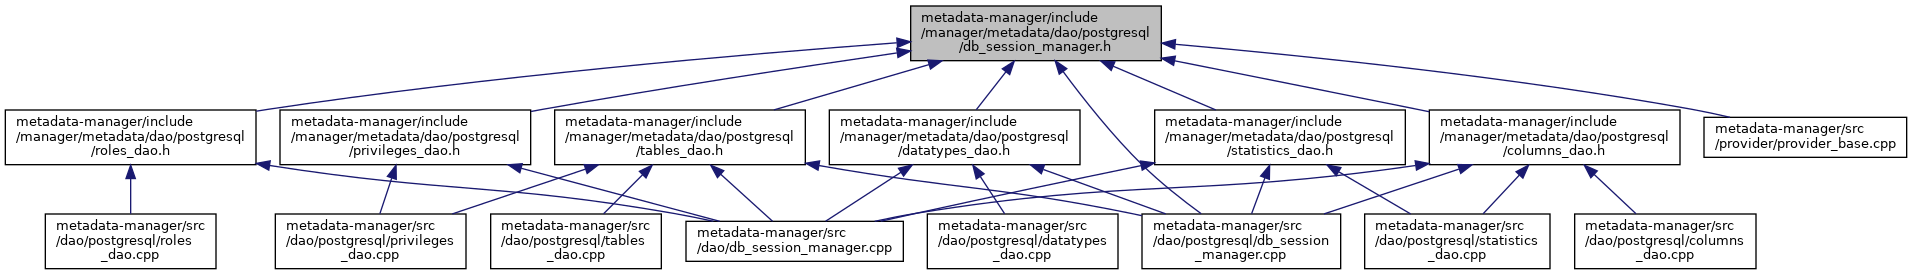 metadata-manager/include
/manager/metadata/dao/postgresql
/db_session_manager.h
metadata-manager/include
/manager/metadata/dao/postgresql
/roles_dao.h
metadata-manager/include
/manager/metadata/dao/postgresql
/privileges_dao.h
metadata-manager/include
/manager/metadata/dao/postgresql
/tables_dao.h
metadata-manager/include
/manager/metadata/dao/postgresql
/datatypes_dao.h
metadata-manager/include
/manager/metadata/dao/postgresql
/statistics_dao.h
metadata-manager/include
/manager/metadata/dao/postgresql
/columns_dao.h
metadata-manager/src
/provider/provider_base.cpp
metadata-manager/src
/dao/postgresql/roles
_dao.cpp
metadata-manager/src
/dao/postgresql/privileges
_dao.cpp
metadata-manager/src
/dao/postgresql/tables
_dao.cpp
metadata-manager/src
/dao/db_session_manager.cpp
metadata-manager/src
/dao/postgresql/datatypes
_dao.cpp
metadata-manager/src
/dao/postgresql/db_session
_manager.cpp
metadata-manager/src
/dao/postgresql/statistics
_dao.cpp
metadata-manager/src
/dao/postgresql/columns
_dao.cpp